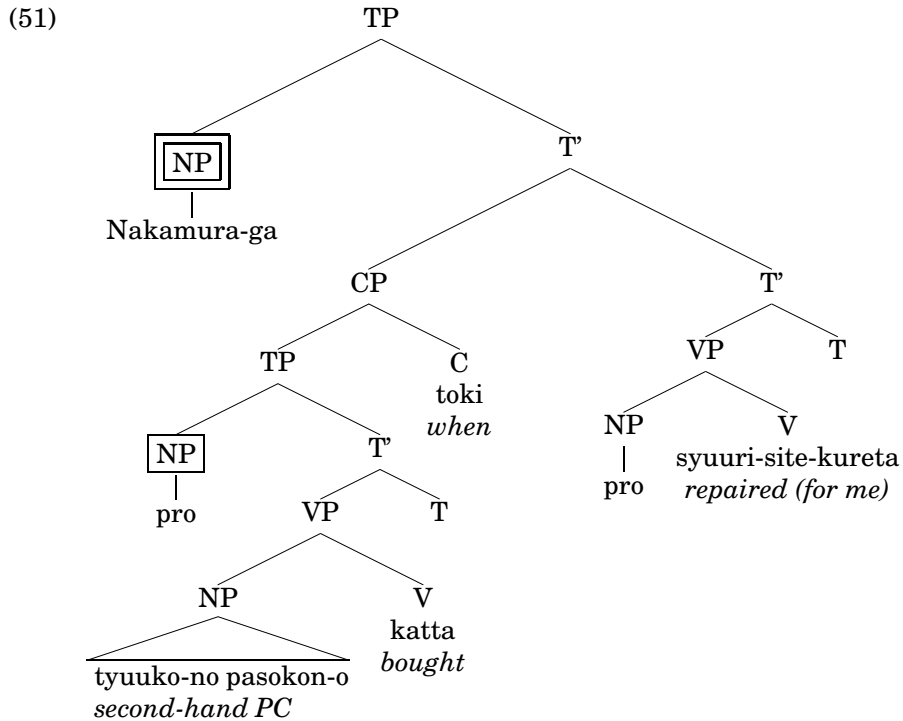 (51)
TP
NP
T'
Nakamura-ga
CP
T'
TP
C
VP
T
toki
when
NP
T'
NP
V
pro
syuuri-site-kureta
pro
repaired (for me)
VP
T
NP
V
katta
bought
tyuuko-no pasokon-o
second-hand PC